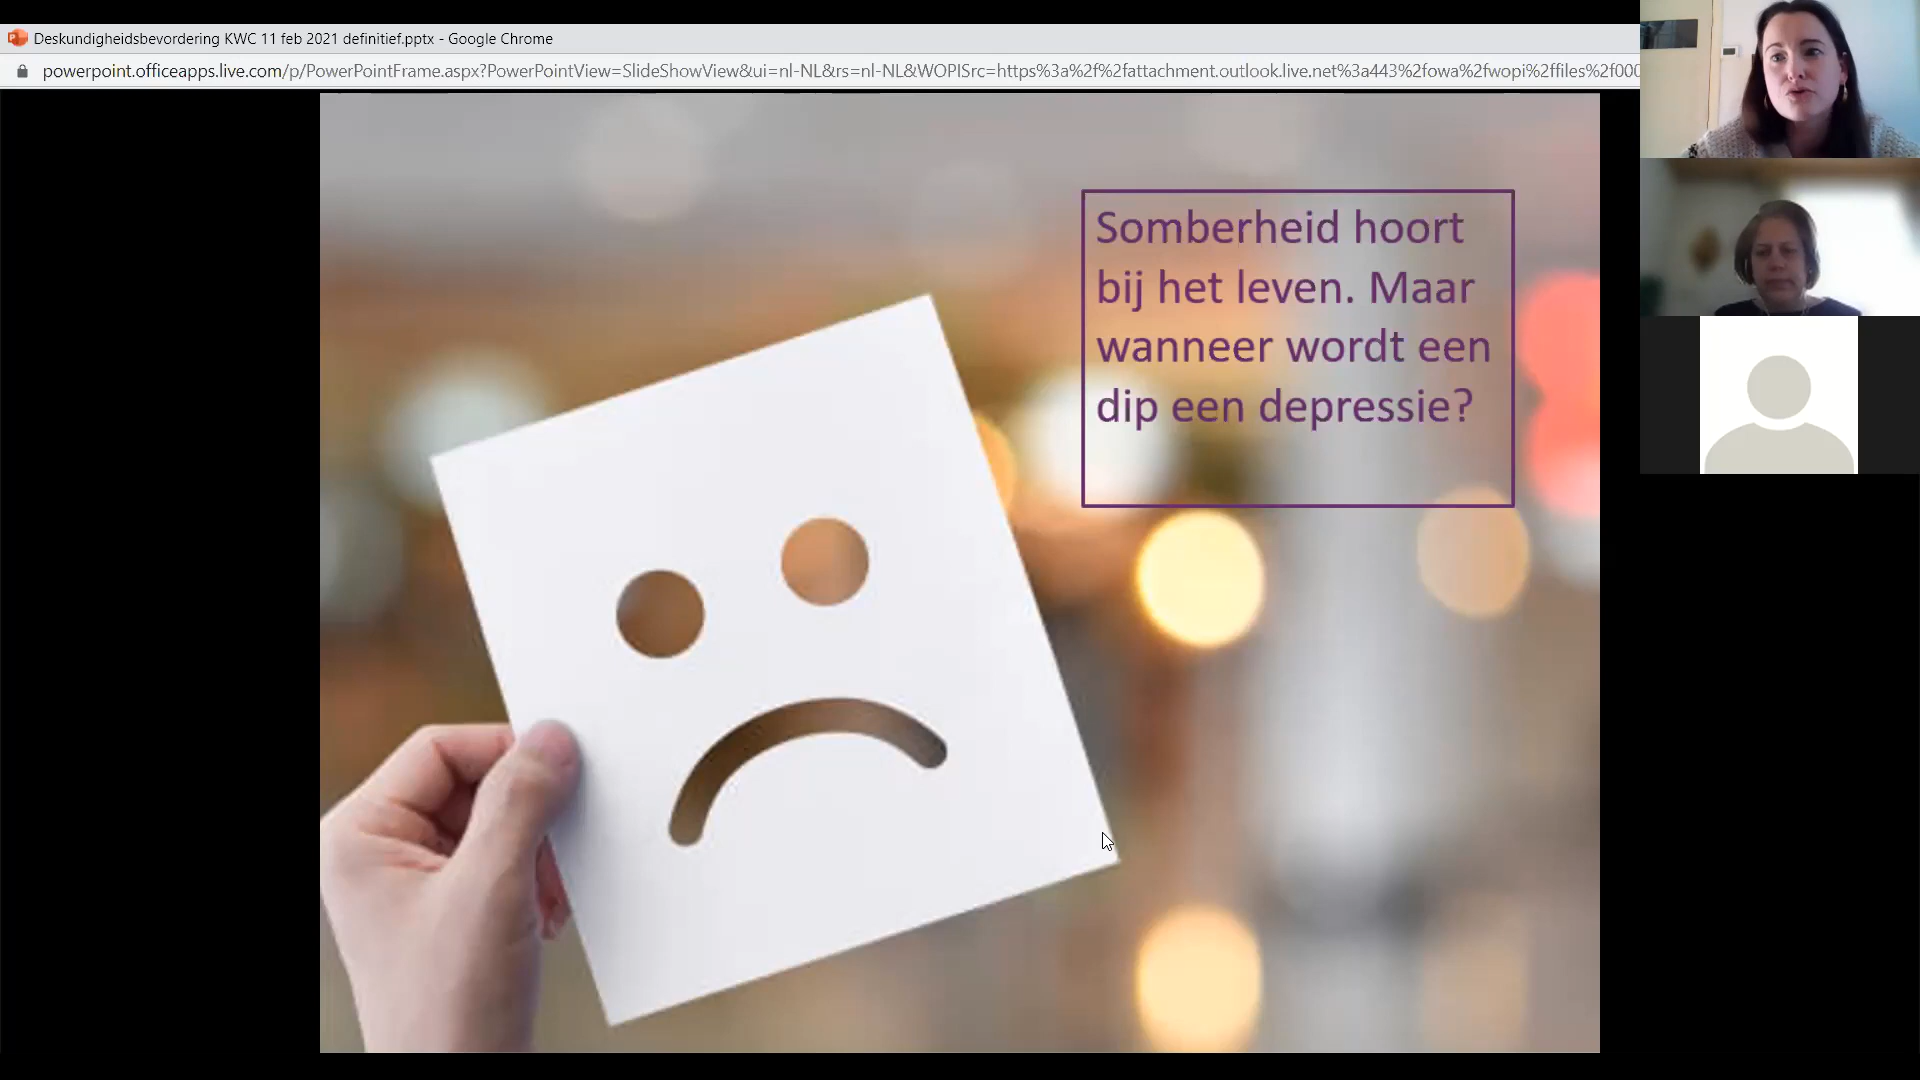 Deskundigheidsbevordering KWC 11 feb 2021 definitief.pptx - Google Chrome
powerpoint.officeapps.live.com/p/PowerPointFrame.aspx?PowerPointView=SlideShowView&ui=nl-NL&rs=nl-NL&WOPISrc=https%3a%2f%2fattachment.outlook.live.net%3a443%2fowa%2fwopi%2ffiles%2f000
Somberheid hoort
bij het leven. Maar
wanneer wordt een
dip een depressie?